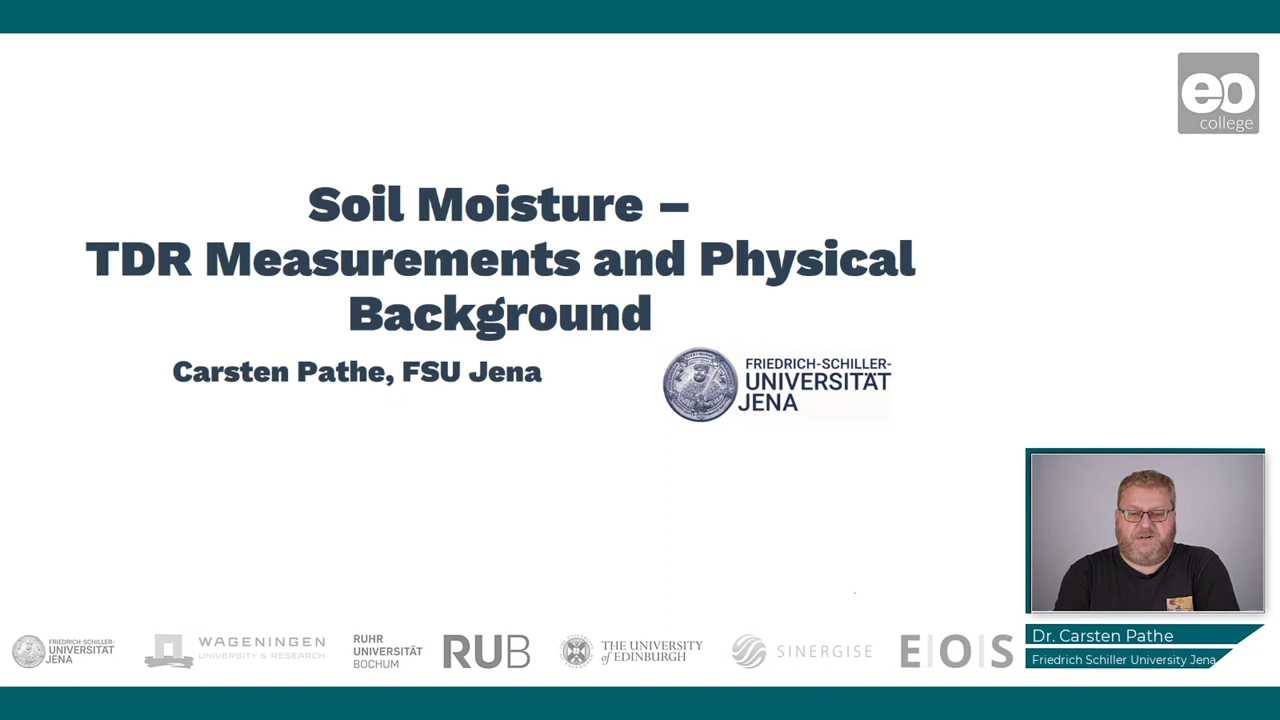 eo
college
Soil Moisture –
TDR Measurements and Physical
Background
Carsten Pathe, FSU Jena
FRIEDRICH-SCHILLER-
UNIVERSITÄT
JENA
Dr. Carsten Pathe
Friedrich Schiller University Jena
FRIEDRICH-SCHILLER-
UNIVERSITÄT
JENA
WAGENINGEN
UNIVERSITY & RESEARCH
RUHR
UNIVERSITÄT
BOCHUM
RUB
THE UNIVERSITY
of EDINBURGH
SINERGISE
E|O|S